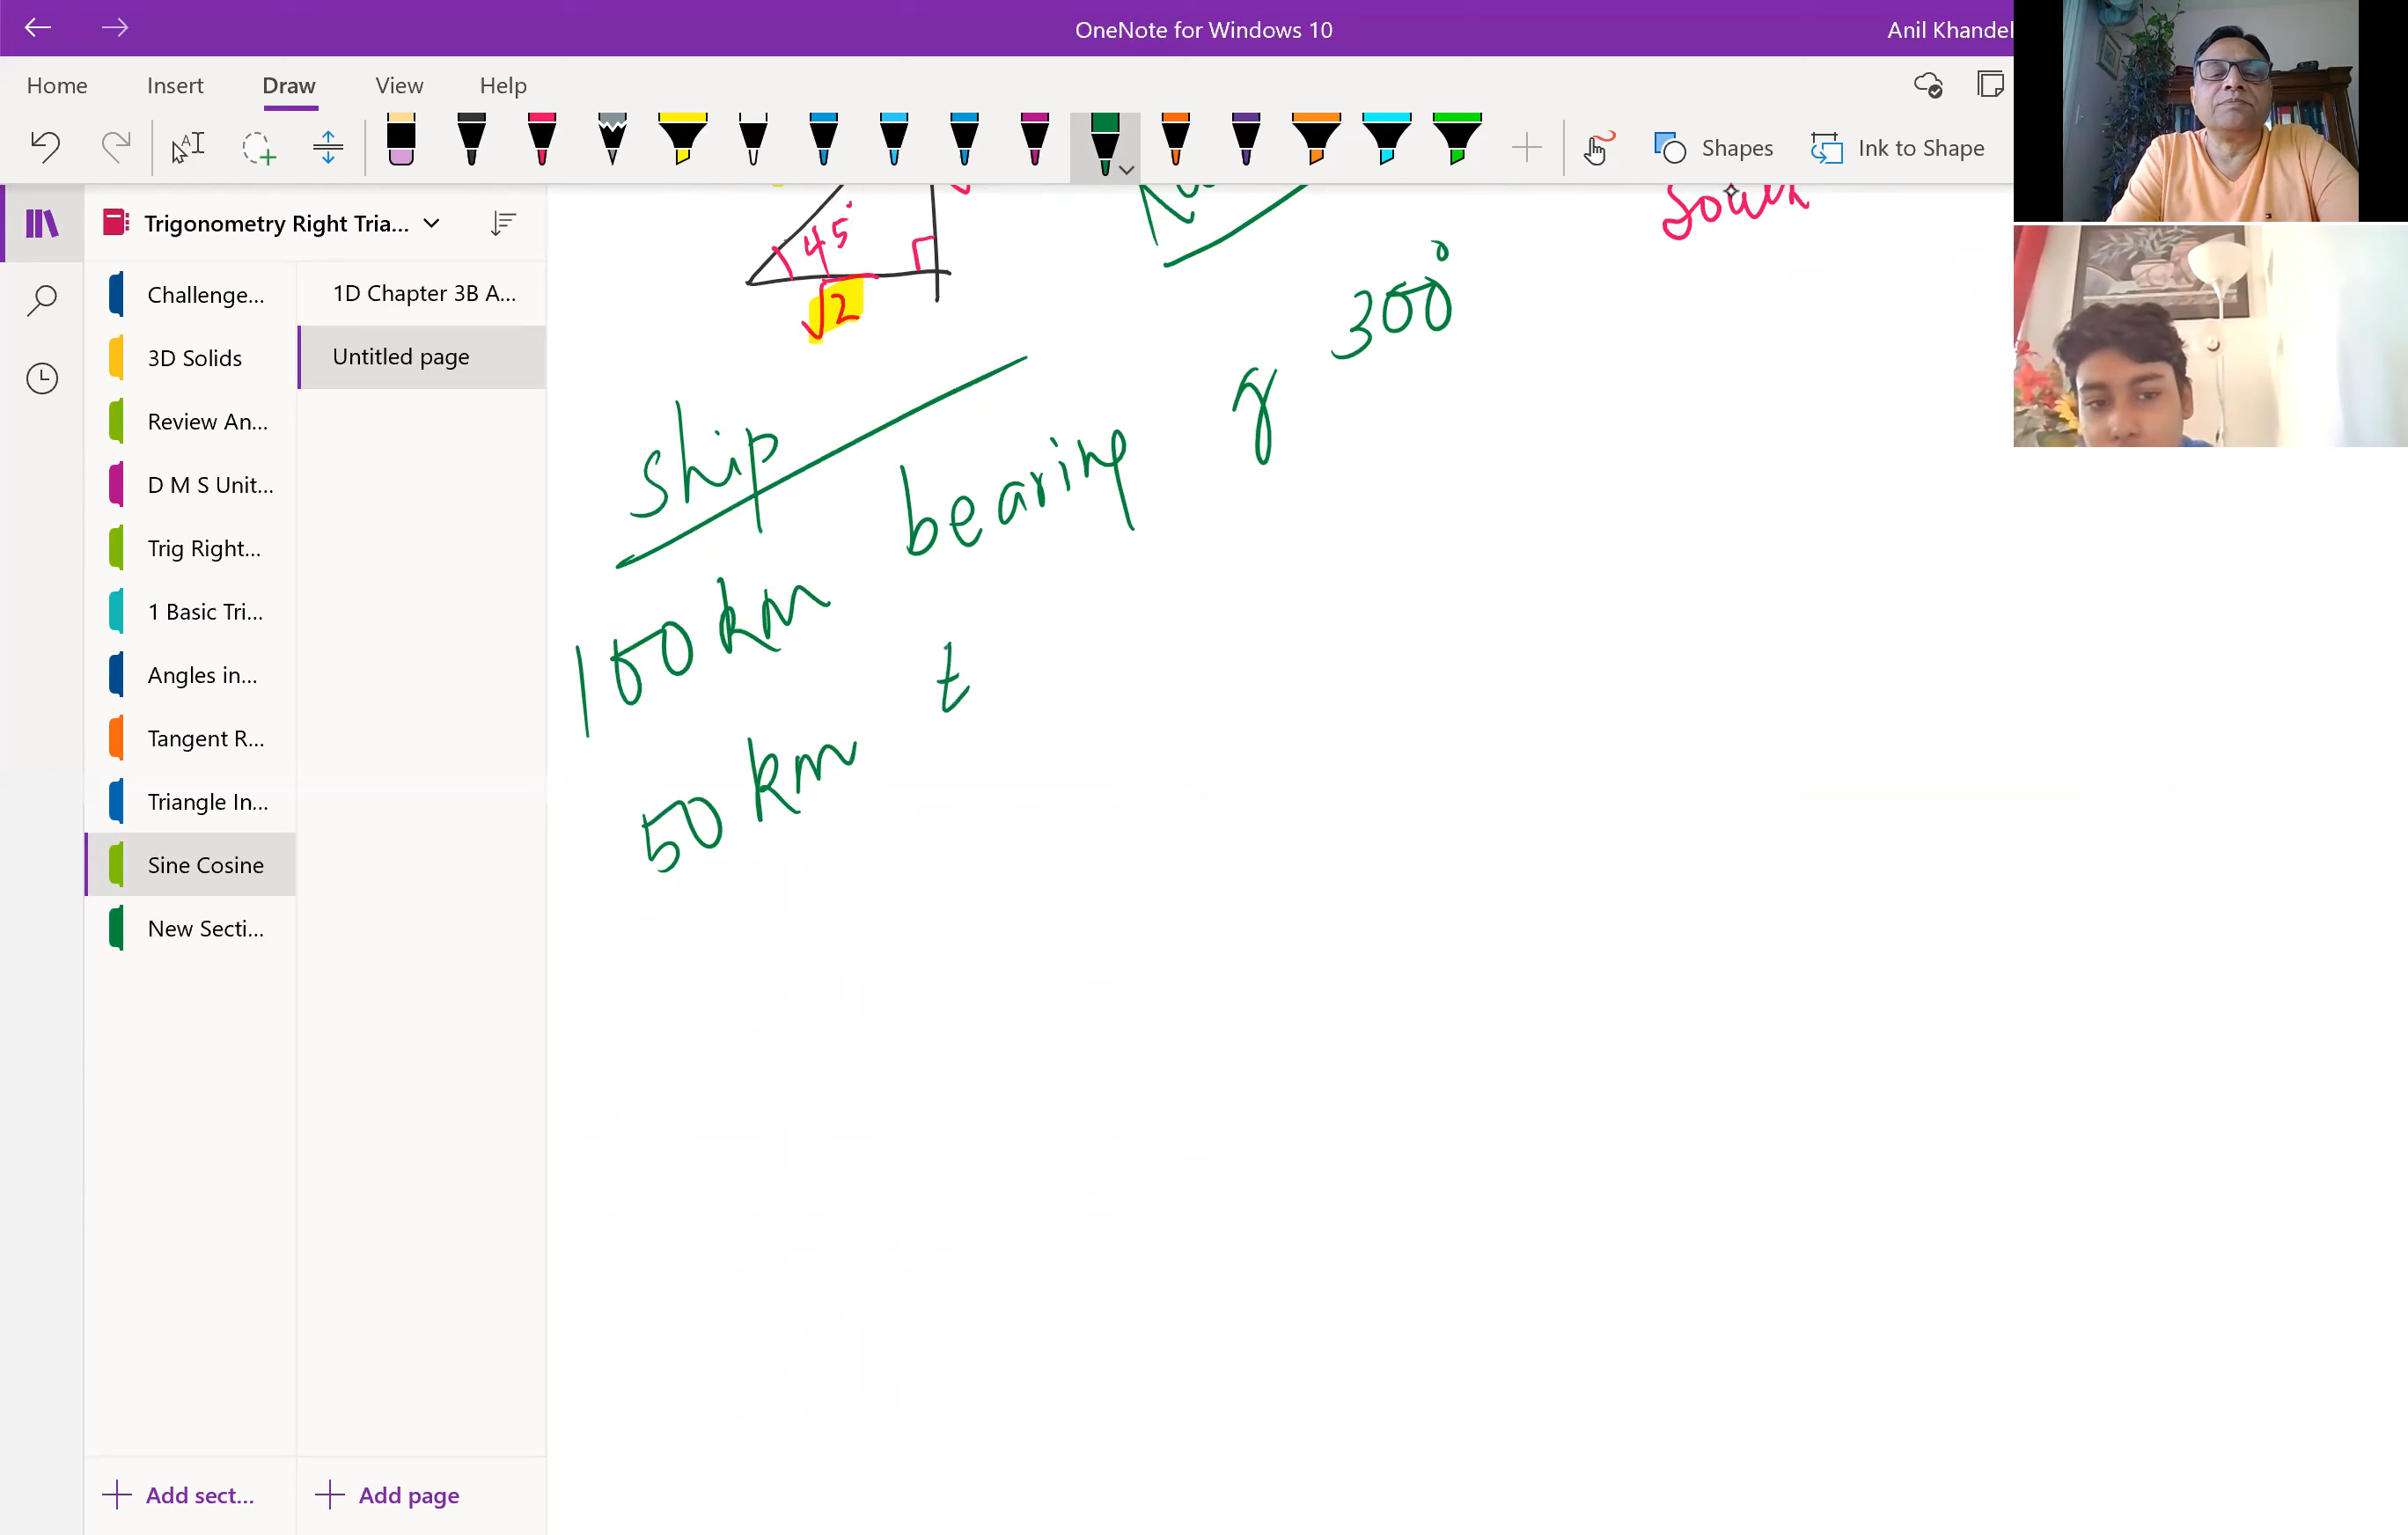 OneNote for Windows 10
Anil Khandel
Home Insert Draw View Help
Shapes Ink to Shape
Trigonometry Right Tria...
Challenge...
3D Solids
Review An...
D M S Unit...
Trig Right...
1 Basic Tri...
Angles in...
Tangent R...
Triangle In...
Sine Cosine
New Secti...
1D Chapter 3B A...
Untitled page
45°
√2
South
ship bearing 300°
100 km t
50 km
Add sect...
Add page